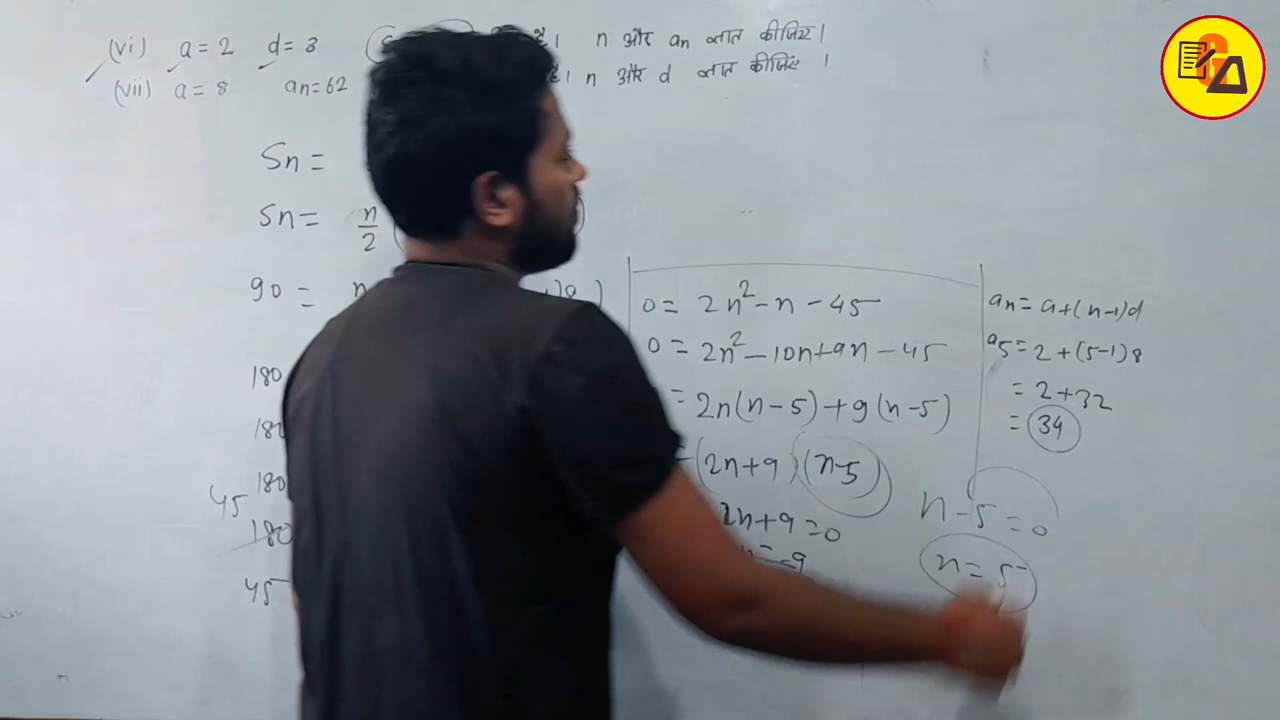 (vi) a = 2 d = 3 है। n और an ज्ञात कीजिए।
(vii) a = 8 an = 62 है। n और d ज्ञात कीजिए ।
Sn =
Sn = n/2 (
90 = n
180
180
45 180
180
45
0 = 2n² - n - 45
0 = 2n² - 10n + 9n - 45
= 2n(n - 5) + 9(n - 5)
= (2n + 9)(n - 5)
2n + 9 = 0
n = -9
n - 5 = 0
n = 5
an = a + (n - 1)d
a5 = 2 + (5 - 1)8
= 2 + 32
= 34